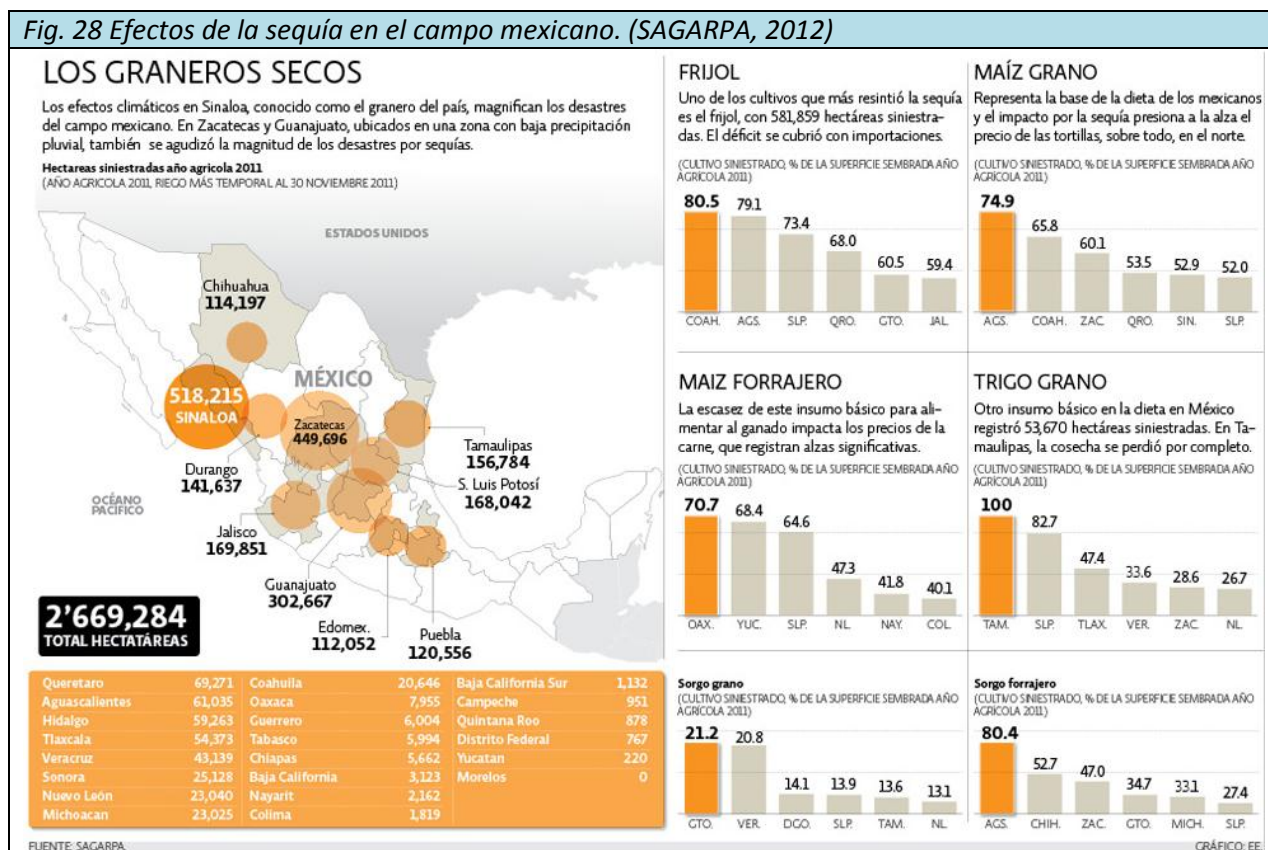 Fig. 28 Efectos de la sequía en el campo mexicano. (SAGARPA, 2012)
LOS GRANEROS SECOS
Los efectos climáticos en Sinaloa, conocido como el granero del país, magnifican los desastres
del campo mexicano. En Zacatecas y Guanajuato, ubicados en una zona con baja precipitación
pluvial, también se agudizó la magnitud de los desastres por sequías.
Hectareas siniestradas año agricola 2011
(AÑO AGRICOLA 2011, RIEGO MÁS TEMPORAL AL 30 NOVIEMBRE 2011)
ESTADOS UNIDOS
Chihuahua
114,197
MÉXICO
518,215
SINALOA
Zacatecas
449,696
Tamaulipas
156,784
Durango
141,637
S. Luis Potosí
168,042
OCÉANO
PACÍFICO
Jalisco
169,851
Guanajuato
302,667
Edomex.
112,052
Puebla
120,556
2'669,284
TOTAL HECTATÁREAS
Queretaro 69,271 Coahuila 20,646 Baja California Sur 1,132
Aguascalientes 61,035 Oaxaca 7,955 Campeche 951
Hidalgo 59,263 Guerrero 6,004 Quintana Roo 878
Tlaxcala 54,373 Tabasco 5,994 Distrito Federal 767
Veracruz 43,139 Chiapas 5,662 Yucatan 220
Sonora 25,128 Baja California 3,123 Morelos 0
Nuevo León 23,040 Nayarit 2,162
Michoacan 23,025 Colima 1,819
FUENTE: SAGARPA.
FRIJOL
Uno de los cultivos que más resintió la sequía
es el frijol, con 581,859 hectáreas siniestra-
das. El déficit se cubrió con importaciones.
(CULTIVO SINIESTRADO, % DE LA SUPERFICIE SEMBRADA AÑO
AGRÍCOLA 2011)
80.5 79.1 73.4 68.0 60.5 59.4
COAH. AGS. SLP. QRO. GTO. JAL.
MAÍZ GRANO
Representa la base de la dieta de los mexicanos
y el impacto por la sequía presiona a la alza el
precio de las tortillas, sobre todo, en el norte.
(CULTIVO SINIESTRADO, % DE LA SUPERFICIE SEMBRADA AÑO
AGRÍCOLA 2011)
74.9 65.8 60.1 53.5 52.9 52.0
AGS. COAH. ZAC. QRO. SIN. SLP.
MAIZ FORRAJERO
La escasez de este insumo básico para ali-
mentar al ganado impacta los precios de la
carne, que registran alzas significativas.
(CULTIVO SINIESTRADO, % DE LA SUPERFICIE SEMBRADA AÑO
AGRÍCOLA 2011)
70.7 68.4 64.6 47.3 41.8 40.1
OAX. YUC. SLP. NL. NAY. COL.
TRIGO GRANO
Otro insumo básico en la dieta en México
registró 53,670 hectáreas siniestradas. En Ta-
maulipas, la cosecha se perdió por completo.
(CULTIVO SINIESTRADO, % DE LA SUPERFICIE SEMBRADA AÑO
AGRÍCOLA 2011)
100 82.7 47.4 33.6 28.6 26.7
TAM. SLP. TLAX. VER. ZAC. NL.
Sorgo grano
(CULTIVO SINIESTRADO, % DE LA SUPERFICIE SEMBRADA AÑO
AGRÍCOLA 2011)
21.2 20.8 14.1 13.9 13.6 13.1
GTO. VER. DGO. SLP. TAM. NL.
Sorgo forrajero
(CULTIVO SINIESTRADO, % DE LA SUPERFICIE SEMBRADA AÑO
AGRÍCOLA 2011)
80.4 52.7 47.0 34.7 33.1 27.4
AGS. CHIH. ZAC. GTO. MICH. SLP.
GRÁFICO: EE.